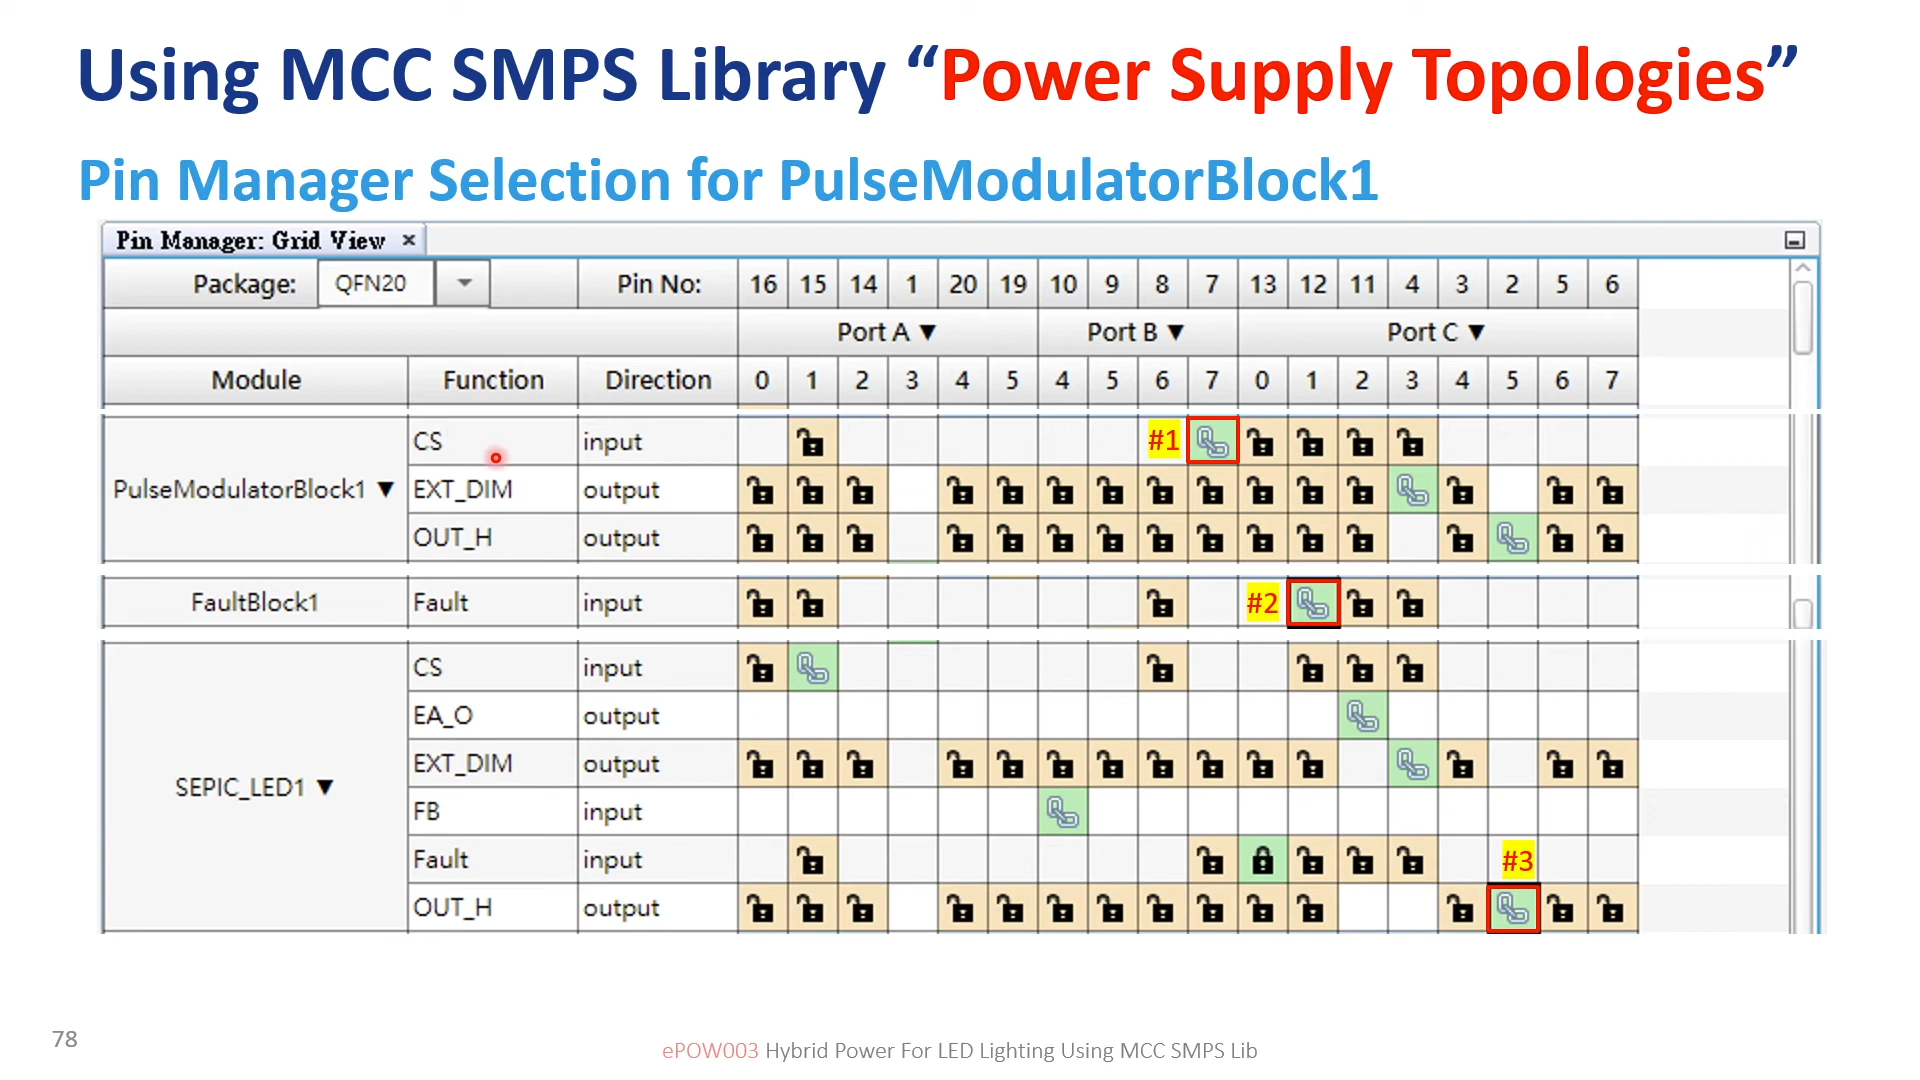 Using MCC SMPS Library “Power Supply Topologies”
Pin Manager Selection for PulseModulatorBlock1
Pin Manager: Grid View ×
Package: QFN20 Pin No: 16 15 14 1 20 19 10 9 8 7 13 12 11 4 3 2 5 6
Port A ▼ Port B ▼ Port C ▼
Module Function Direction 0 1 2 3 4 5 4 5 6 7 0 1 2 3 4 5 6 7
CS input #1
PulseModulatorBlock1 ▼ EXT_DIM output
OUT_H output
FaultBlock1 Fault input #2
CS input
EA_O output
EXT_DIM output
SEPIC_LED1 ▼
FB input
Fault input #3
OUT_H output
78
ePOW003 Hybrid Power For LED Lighting Using MCC SMPS Lib